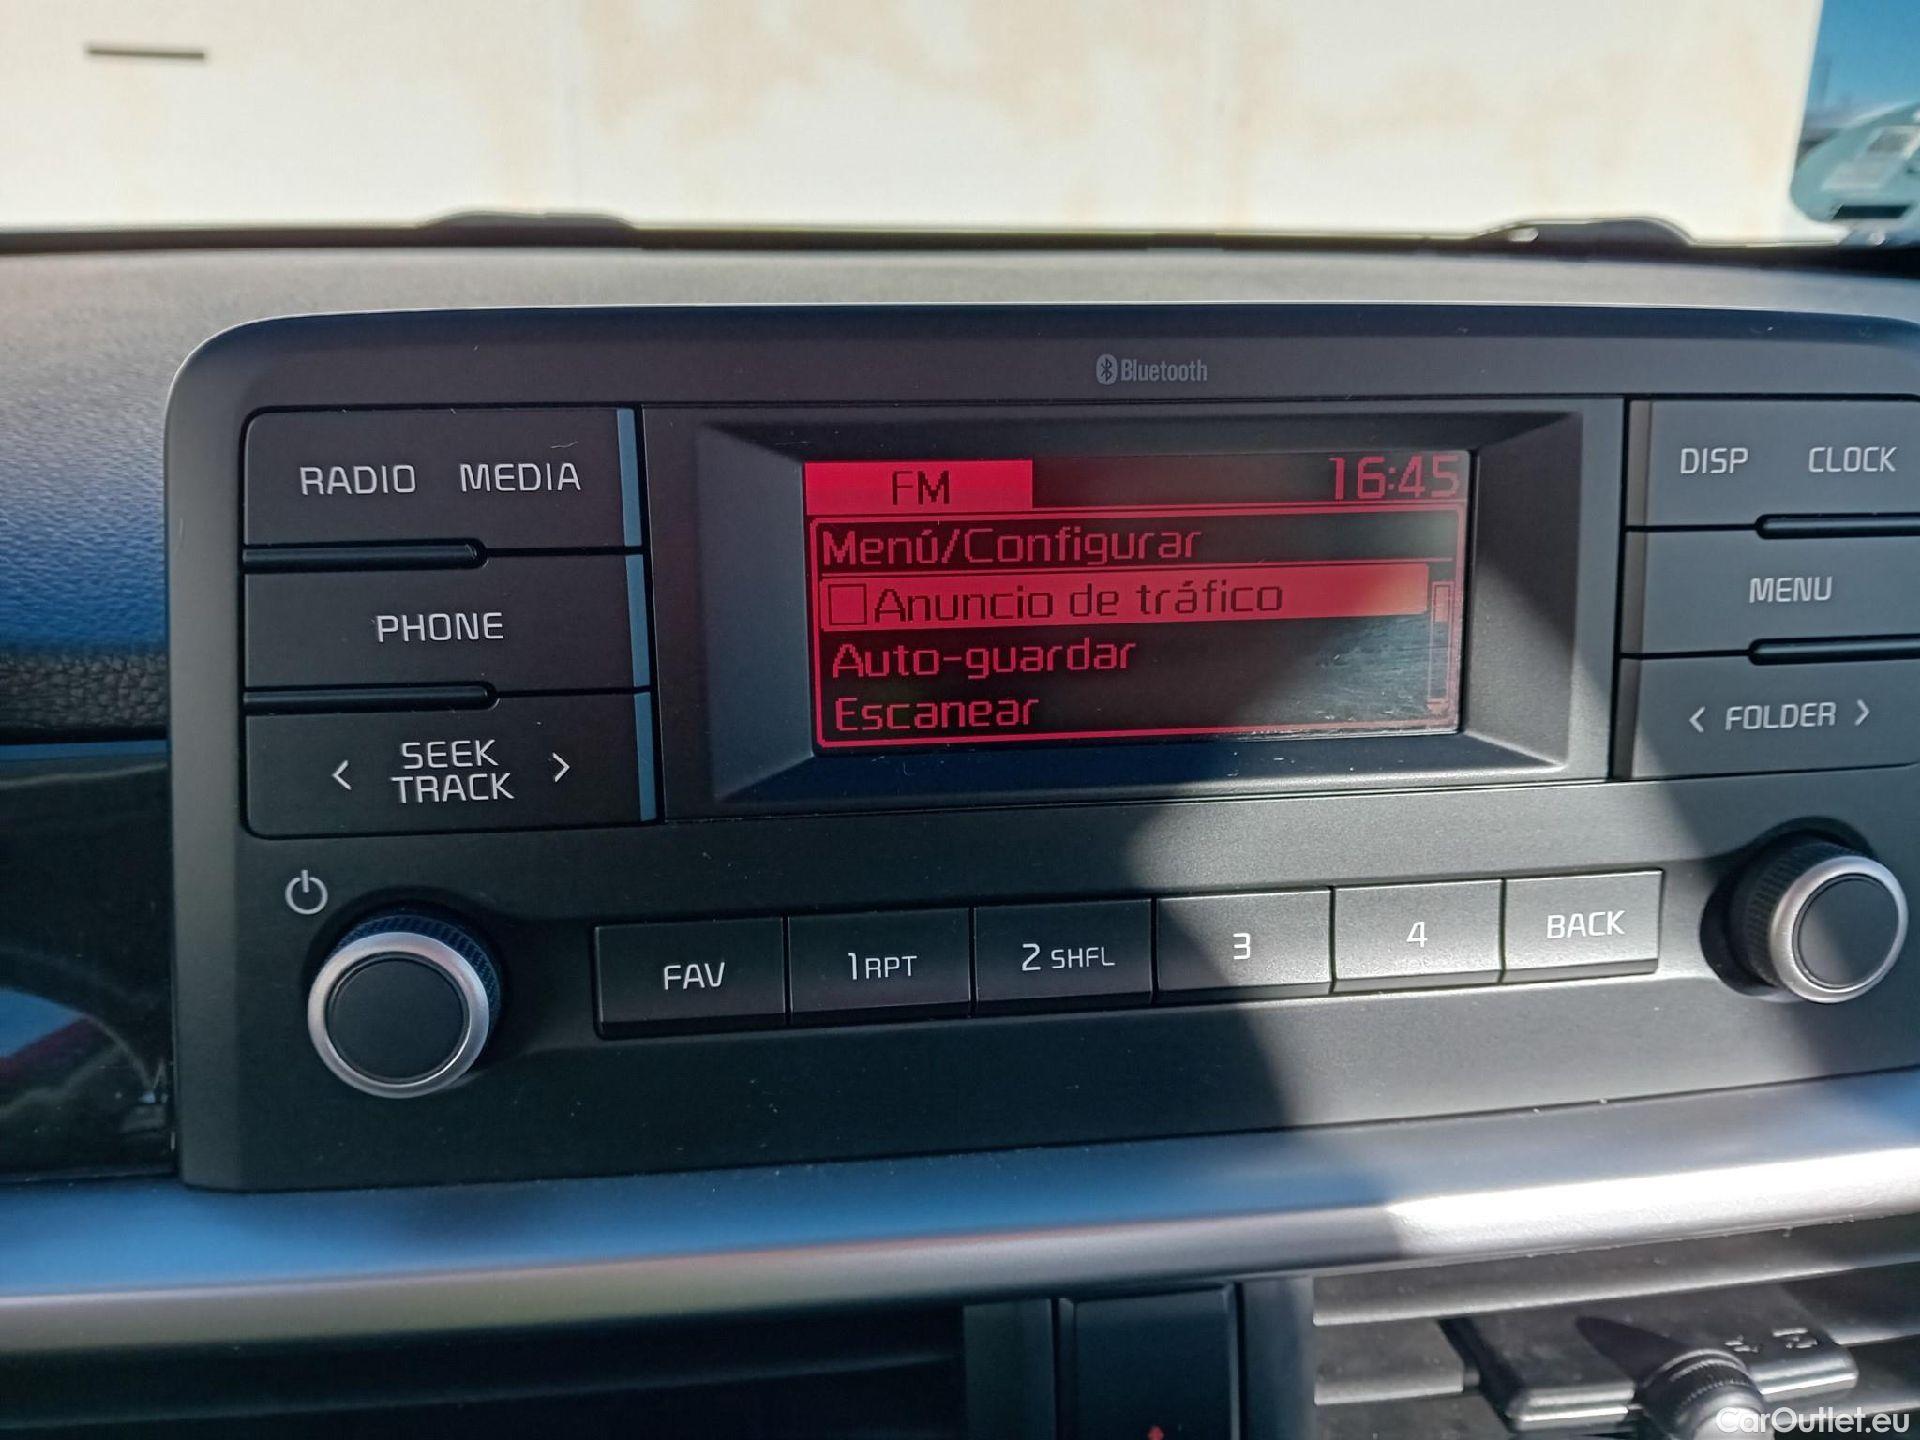 Bluetooth
RADIO MEDIA
PHONE
< SEEK TRACK >
FM 16:45
Menú/Configurar
Anuncio de tráfico
Auto-guardar
Escanear
DISP CLOCK
MENU
< FOLDER >
FAV 1 RPT 2 SHFL 3 4 BACK
CarOutlet.eu